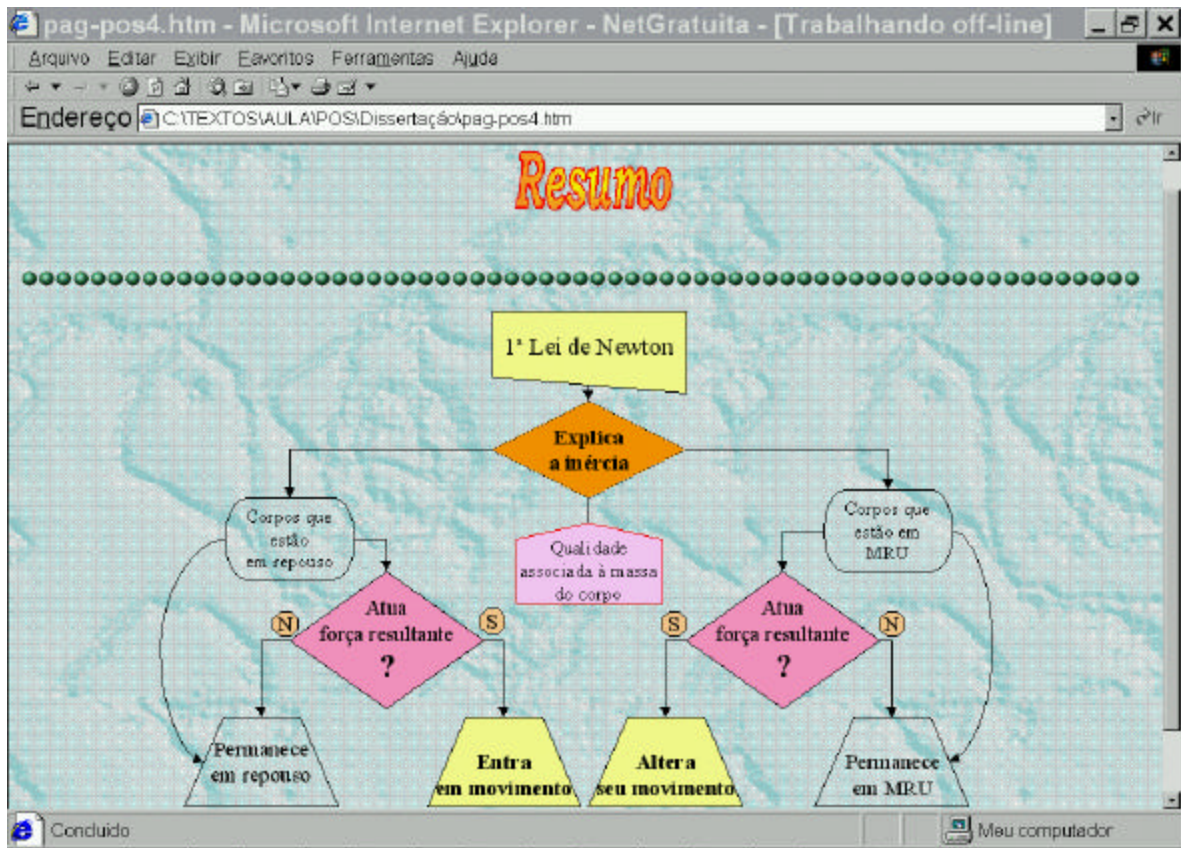 pag-pos4.htm - Microsoft Internet Explorer - NetGratuita - [Trabalhando off-line]
Arquivo Editar Exibir Favoritos Ferramentas Ajuda
Endereço C:\TEXTOS\AULA\POS\Dissertação\pag-pos4.htm Ir
Resumo
1ª Lei de Newton
Explica
a inércia
Corpos que
estão
em repouso
Qualidade
associada à massa
do corpo
Corpos que
estão em
MRU
N
Atua
força resultante
?
S
S
Atua
força resultante
?
N
Permanece
em repouso
Entra
em movimento
Altera
seu movimento
Permanece
em MRU
Concluido
Meu computador